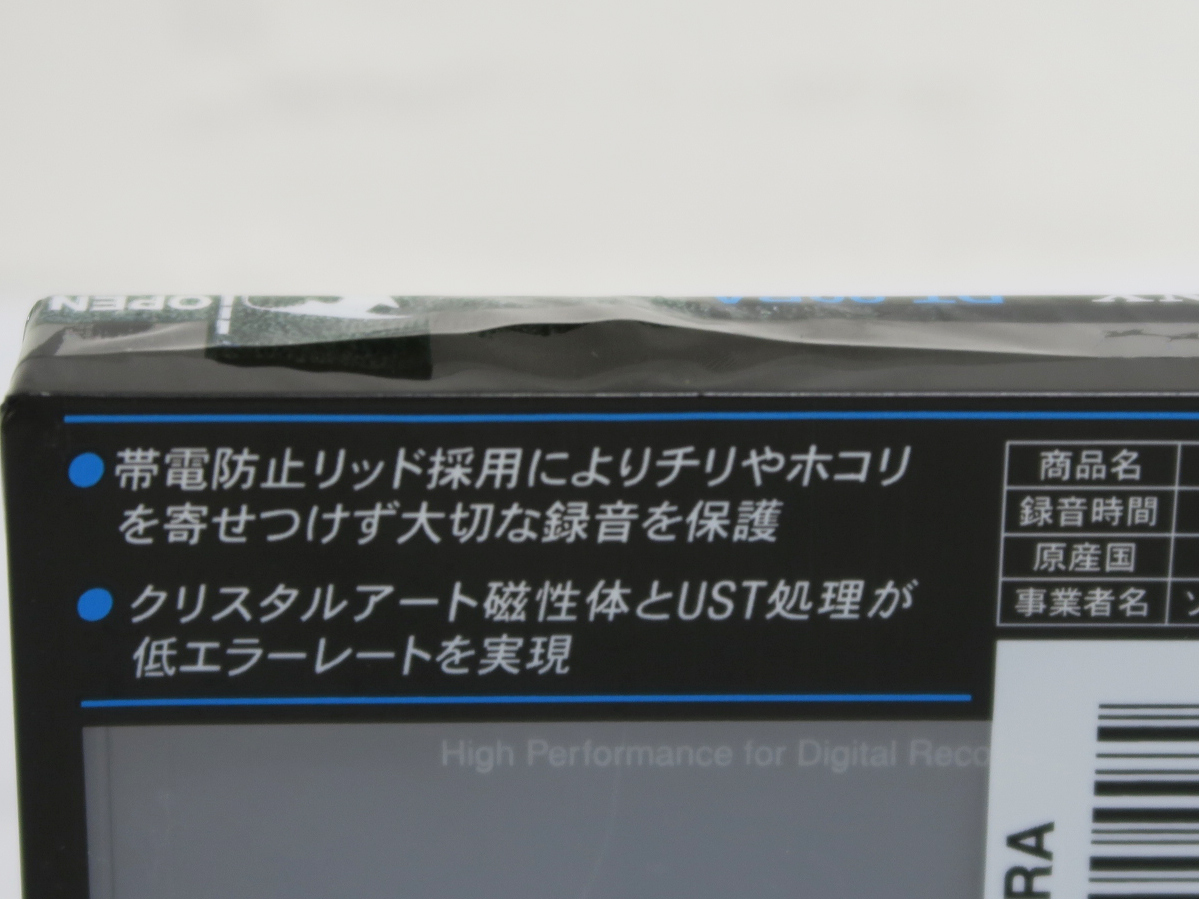 OPEN
帯電防止リッド採用によりチリやホコリ
を寄せつけず大切な録音を保護
クリスタルアート磁性体とUST処理が
低エラーレートを実現
商品名
録音時間
原産国
事業者名
High Performance for Digital Reco
RA